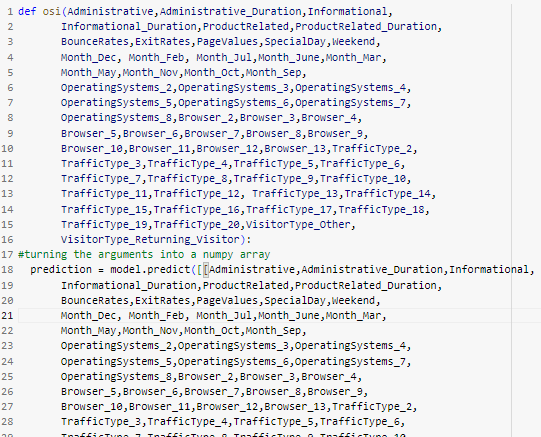 1 def osi(Administrative,Administrative_Duration,Informational,
2 Informational_Duration,ProductRelated,ProductRelated_Duration,
3 BounceRates,ExitRates,PageValues,SpecialDay,Weekend,
4 Month_Dec, Month_Feb, Month_Jul,Month_June,Month_Mar,
5 Month_May,Month_Nov,Month_Oct,Month_Sep,
6 OperatingSystems_2,OperatingSystems_3,OperatingSystems_4,
7 OperatingSystems_5,OperatingSystems_6,OperatingSystems_7,
8 OperatingSystems_8,Browser_2,Browser_3,Browser_4,
9 Browser_5,Browser_6,Browser_7,Browser_8,Browser_9,
10 Browser_10,Browser_11,Browser_12,Browser_13,TrafficType_2,
11 TrafficType_3,TrafficType_4,TrafficType_5,TrafficType_6,
12 TrafficType_7,TrafficType_8,TrafficType_9,TrafficType_10,
13 TrafficType_11,TrafficType_12, TrafficType_13,TrafficType_14,
14 TrafficType_15,TrafficType_16,TrafficType_17,TrafficType_18,
15 TrafficType_19,TrafficType_20,VisitorType_Other,
16 VisitorType_Returning_Visitor):
17 #turning the arguments into a numpy array
18 prediction = model.predict([[Administrative,Administrative_Duration,Informational,
19 Informational_Duration,ProductRelated,ProductRelated_Duration,
20 BounceRates,ExitRates,PageValues,SpecialDay,Weekend,
21 Month_Dec, Month_Feb, Month_Jul,Month_June,Month_Mar,
22 Month_May,Month_Nov,Month_Oct,Month_Sep,
23 OperatingSystems_2,OperatingSystems_3,OperatingSystems_4,
24 OperatingSystems_5,OperatingSystems_6,OperatingSystems_7,
25 OperatingSystems_8,Browser_2,Browser_3,Browser_4,
26 Browser_5,Browser_6,Browser_7,Browser_8,Browser_9,
27 Browser_10,Browser_11,Browser_12,Browser_13,TrafficType_2,
28 TrafficType_3,TrafficType_4,TrafficType_5,TrafficType_6,
29 TrafficType_7,TrafficType_8,TrafficType_9,TrafficType_10,